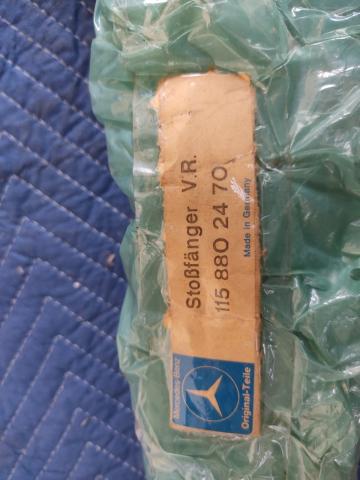 Stoßfänger V.R.
115 880 24 70
Made in Germany
Mercedes-Benz
Original-Teile